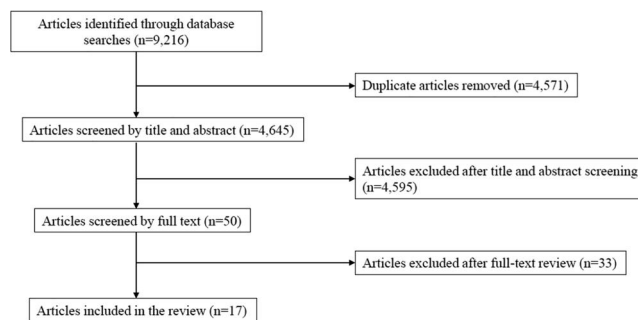 Articles identified through database
searches (n=9,216)
Duplicate articles removed (n=4,571)
Articles screened by title and abstract (n=4,645)
Articles excluded after title and abstract screening
(n=4,595)
Articles screened by full text (n=50)
Articles excluded after full-text review (n=33)
Articles included in the review (n=17)